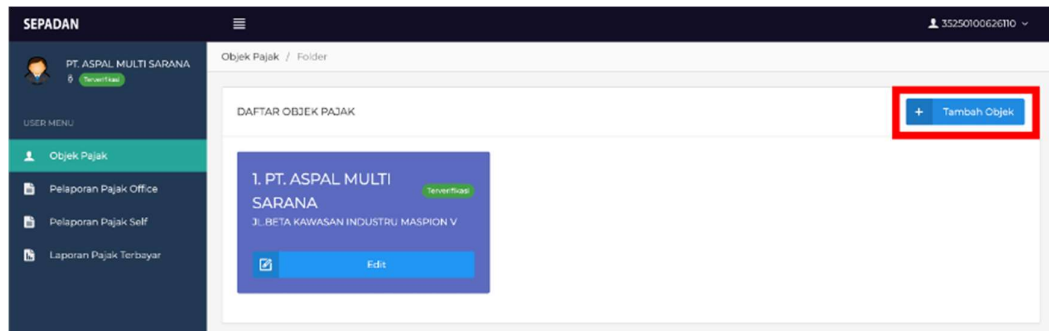 SEPADAN
35250100626110
PT. ASPAL MULTI SARANA
Terverifikasi
USER MENU
Objek Pajak
Pelaporan Pajak Office
Pelaporan Pajak Self
Laporan Pajak Terbayar
Objek Pajak / Folder
DAFTAR OBJEK PAJAK
+ Tambah Objek
1. PT. ASPAL MULTI
SARANA
Terverifikasi
JL.BETA KAWASAN INDUSTRU MASPION V
Edit